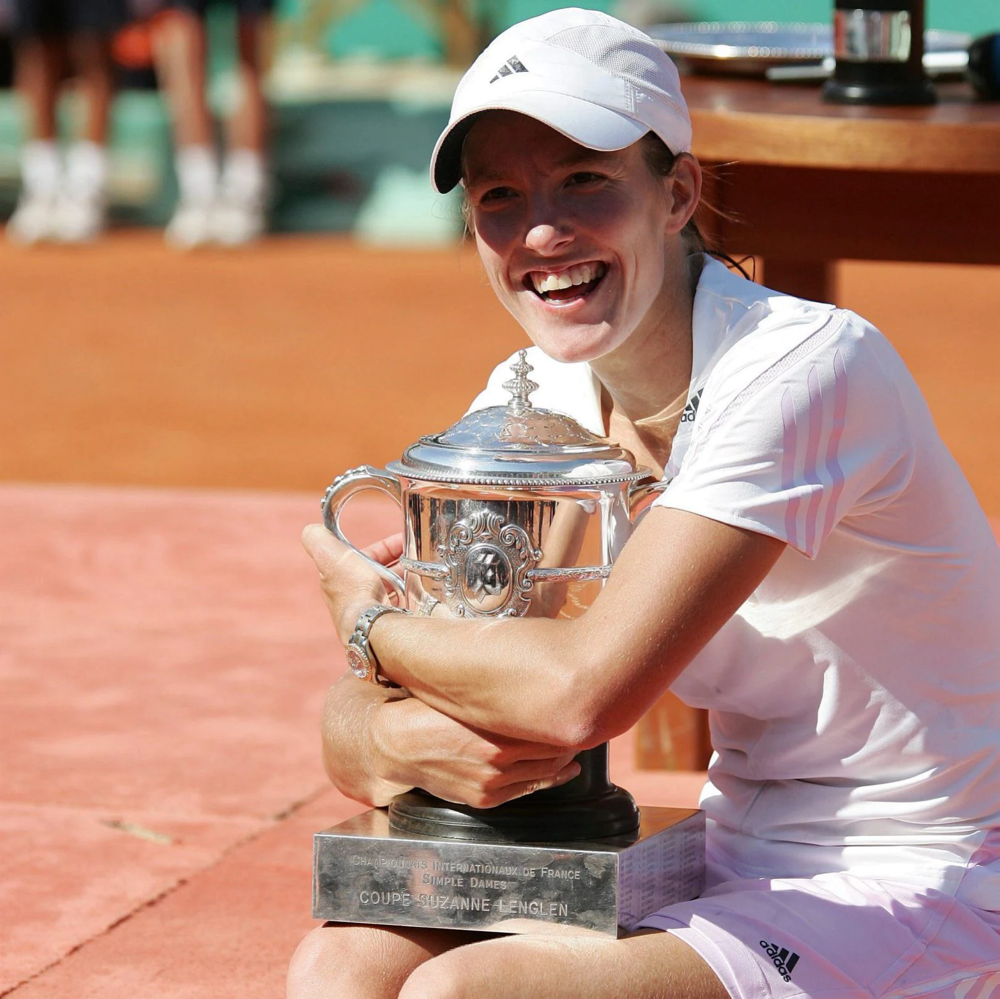 CHAMPIONNATS INTERNATIONAUX DE FRANCE
SIMPLE DAMES
COUPE SUZANNE LENGLEN
adidas